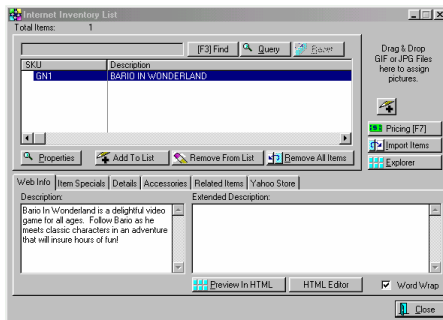 Internet Inventory List
Total Items: 1
[F3] Find Query Reset
Drag & Drop
GIF or JPG Files
here to assign
pictures.
SKU Description
GN1 BARIO IN WONDERLAND
Pricing [F7]
Import Items
Explorer
Properties Add To List Remove From List Remove All Items
Web Info Item Specials Details Accessories Related Items Yahoo Store
Description: Extended Description:
Bario In Wonderland is a delightful video
game for all ages. Follow Bario as he
meets classic characters in an adventure
that will insure hours of fun!
Preview In HTML HTML Editor Word Wrap
Close